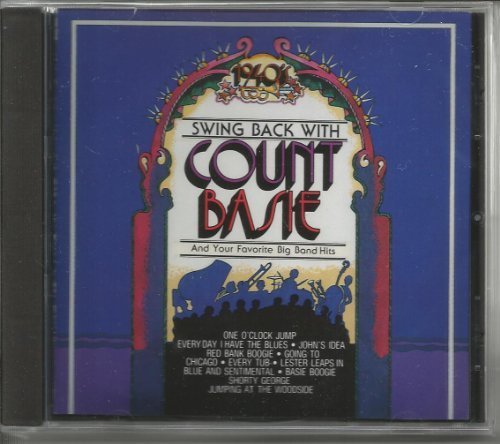 1940's
SWING BACK WITH
COUNT
BASIE
And Your Favorite Big Band Hits
ONE O'CLOCK JUMP
EVERY DAY I HAVE THE BLUES • JOHN'S IDEA
RED BANK BOOGIE • GOING TO
CHICAGO • EVERY TUB • LESTER LEAPS IN
BLUE AND SENTIMENTAL • BASIE BOOGIE
SHORTY GEORGE
JUMPING AT THE WOODSIDE